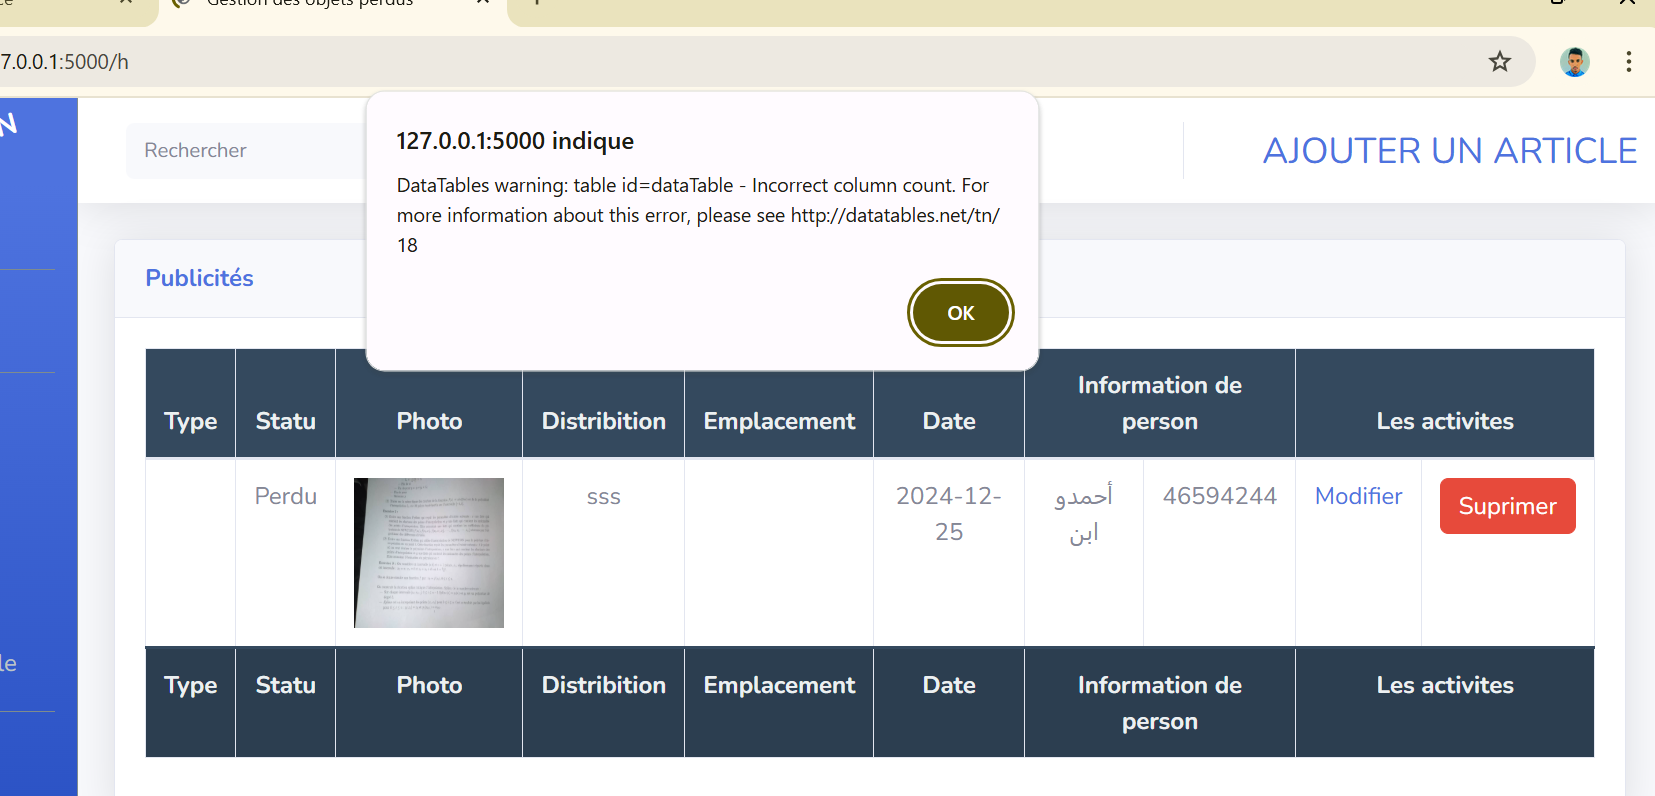 Gestion des objets perdus
7.0.0.1:5000/h
N
Rechercher
AJOUTER UN ARTICLE
127.0.0.1:5000 indique
DataTables warning: table id=dataTable - Incorrect column count. For
more information about this error, please see http://datatables.net/tn/
18
OK
Publicités
Type Statu Photo Distribition Emplacement Date Information de person Les activites
Perdu sss 2024-12-25 أحمدو ابن 46594244 Modifier Suprimer
le
Type Statu Photo Distribition Emplacement Date Information de person Les activites